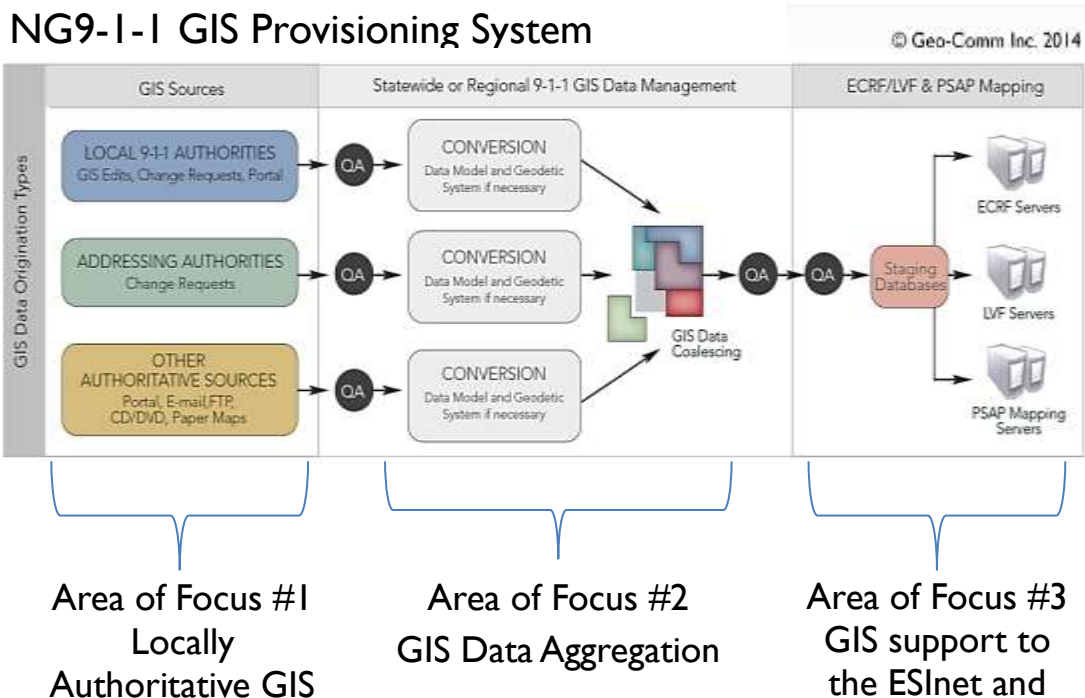 NG9-1-1 GIS Provisioning System
© Geo-Comm Inc. 2014
GIS Sources
Statewide or Regional 9-1-1 GIS Data Management
ECRF/LVF & PSAP Mapping
GIS Data Origination Types
LOCAL 9-1-1 AUTHORITIES
GIS Edits, Change Requests, Portal
QA
CONVERSION
Data Model and Geodetic
System if necessary
ADDRESSING AUTHORITIES
Change Requests
QA
CONVERSION
Data Model and Geodetic
System if necessary
OTHER
AUTHORITATIVE SOURCES
Portal, E-mail,FTP,
CD/DVD, Paper Maps
QA
CONVERSION
Data Model and Geodetic
System if necessary
GIS Data
Coalescing
QA
QA
Staging
Databases
ECRF Servers
LVF Servers
PSAP Mapping
Servers
Area of Focus #1
Locally
Authoritative GIS
Area of Focus #2
GIS Data Aggregation
Area of Focus #3
GIS support to
the ESInet and